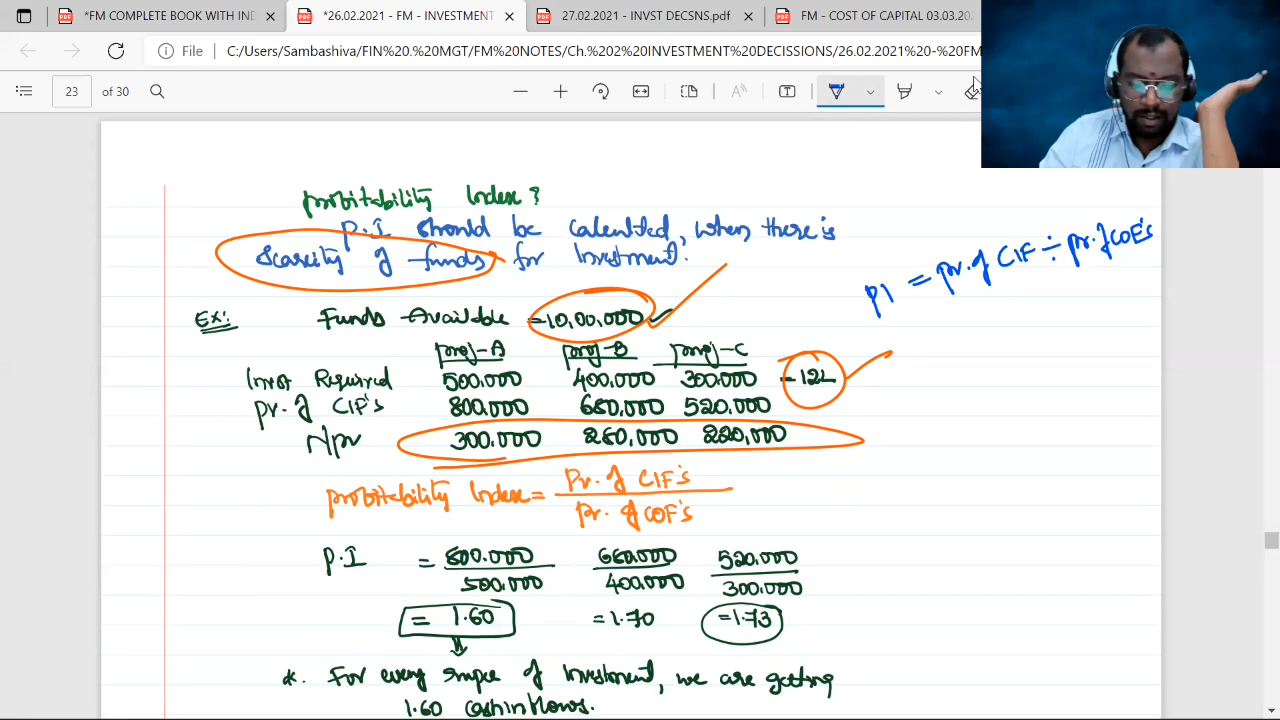 *FM COMPLETE BOOK WITH IND
*26.02.2021 - FM - INVESTMENT
27.02.2021 - INVST DECSNS.pdf
FM - COST OF CAPITAL 03.03.20
File C:/Users/Sambashiva/FIN%20.%20MGT/FM%20NOTES/Ch.%202%20INVESTMENT%20DECISSIONS/26.02.2021%20-%20FM
23 of 30
probitability Index?
P.I should be calculted, when there is
Scarcity of funds for Investment.
PI = pr.of CIF ÷ pr.of COF's
Ex: Funds Available = 10,00,000
proj-A proj-B proj-C
Invst Required 500.000 400.000 300.000 = 12L
pr. of CIF's 800.000 680.000 520.000
Npv 300.000 280.000 220,000
probitability Index = Pr. of CIF's
pr. of COF's
P.I = 800.000 680.000 520.000
500.000 400.000 300.000
= 1.60 = 1.70 = 1.73
*. For every rupee of Investment, we are getting
1.60 cash inflows.